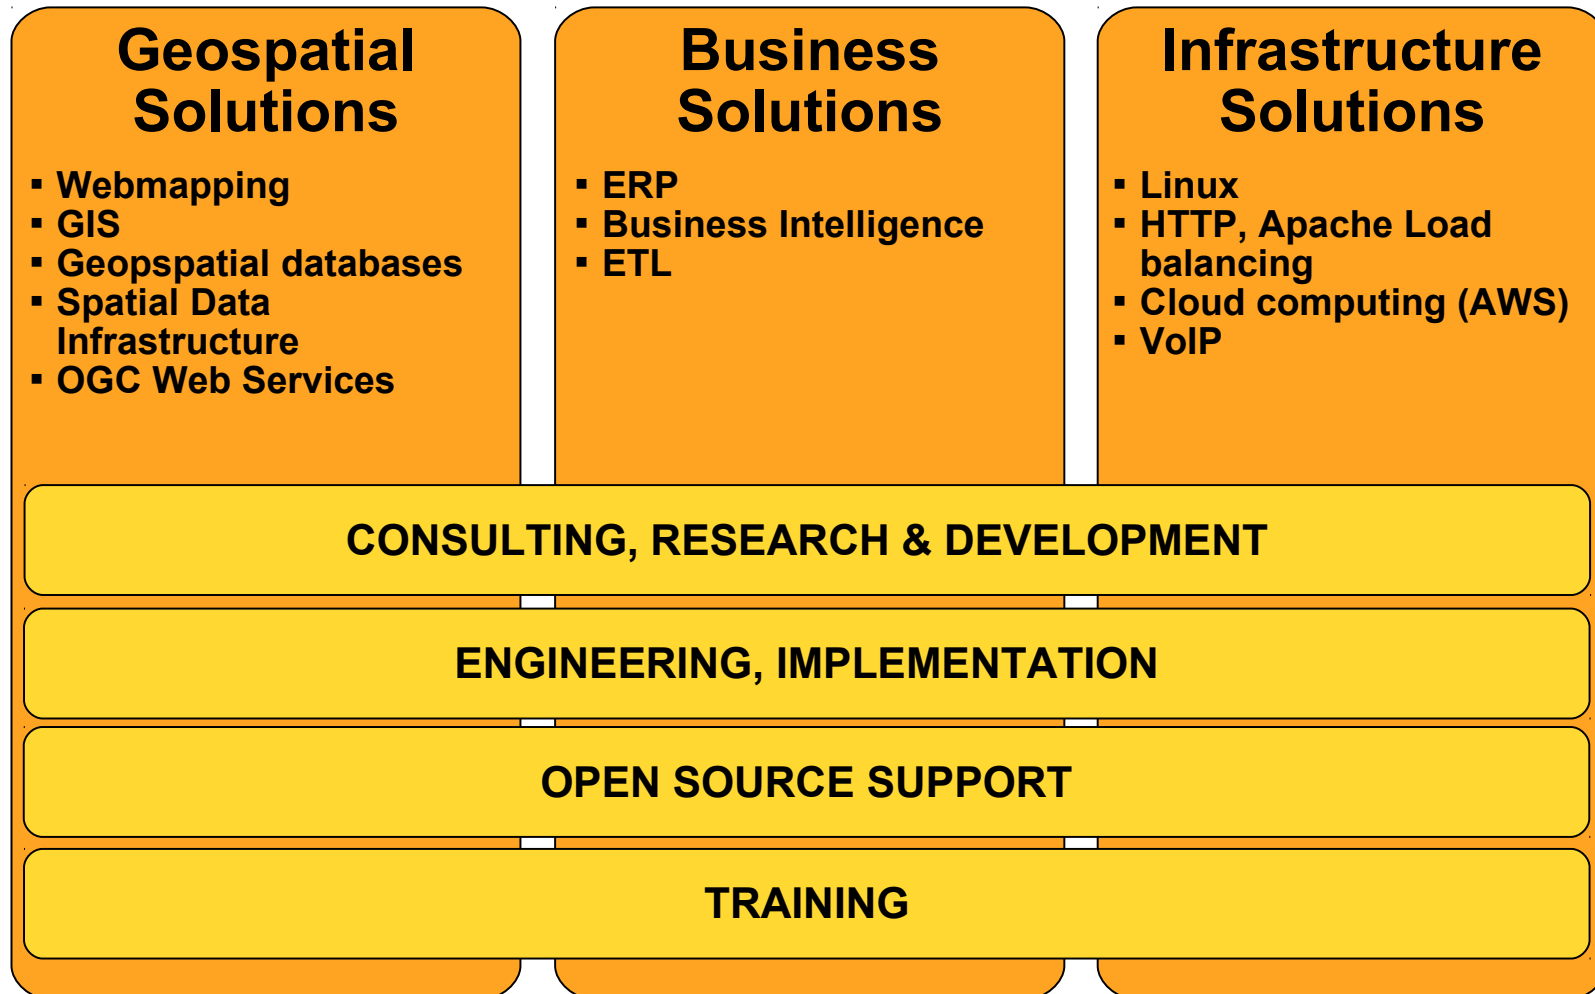 Geospatial
Solutions
▪ Webmapping
▪ GIS
▪ Geopspatial databases
▪ Spatial Data
Infrastructure
▪ OGC Web Services
Business
Solutions
▪ ERP
▪ Business Intelligence
▪ ETL
Infrastructure
Solutions
▪ Linux
▪ HTTP, Apache Load
balancing
▪ Cloud computing (AWS)
▪ VoIP
CONSULTING, RESEARCH & DEVELOPMENT
ENGINEERING, IMPLEMENTATION
OPEN SOURCE SUPPORT
TRAINING